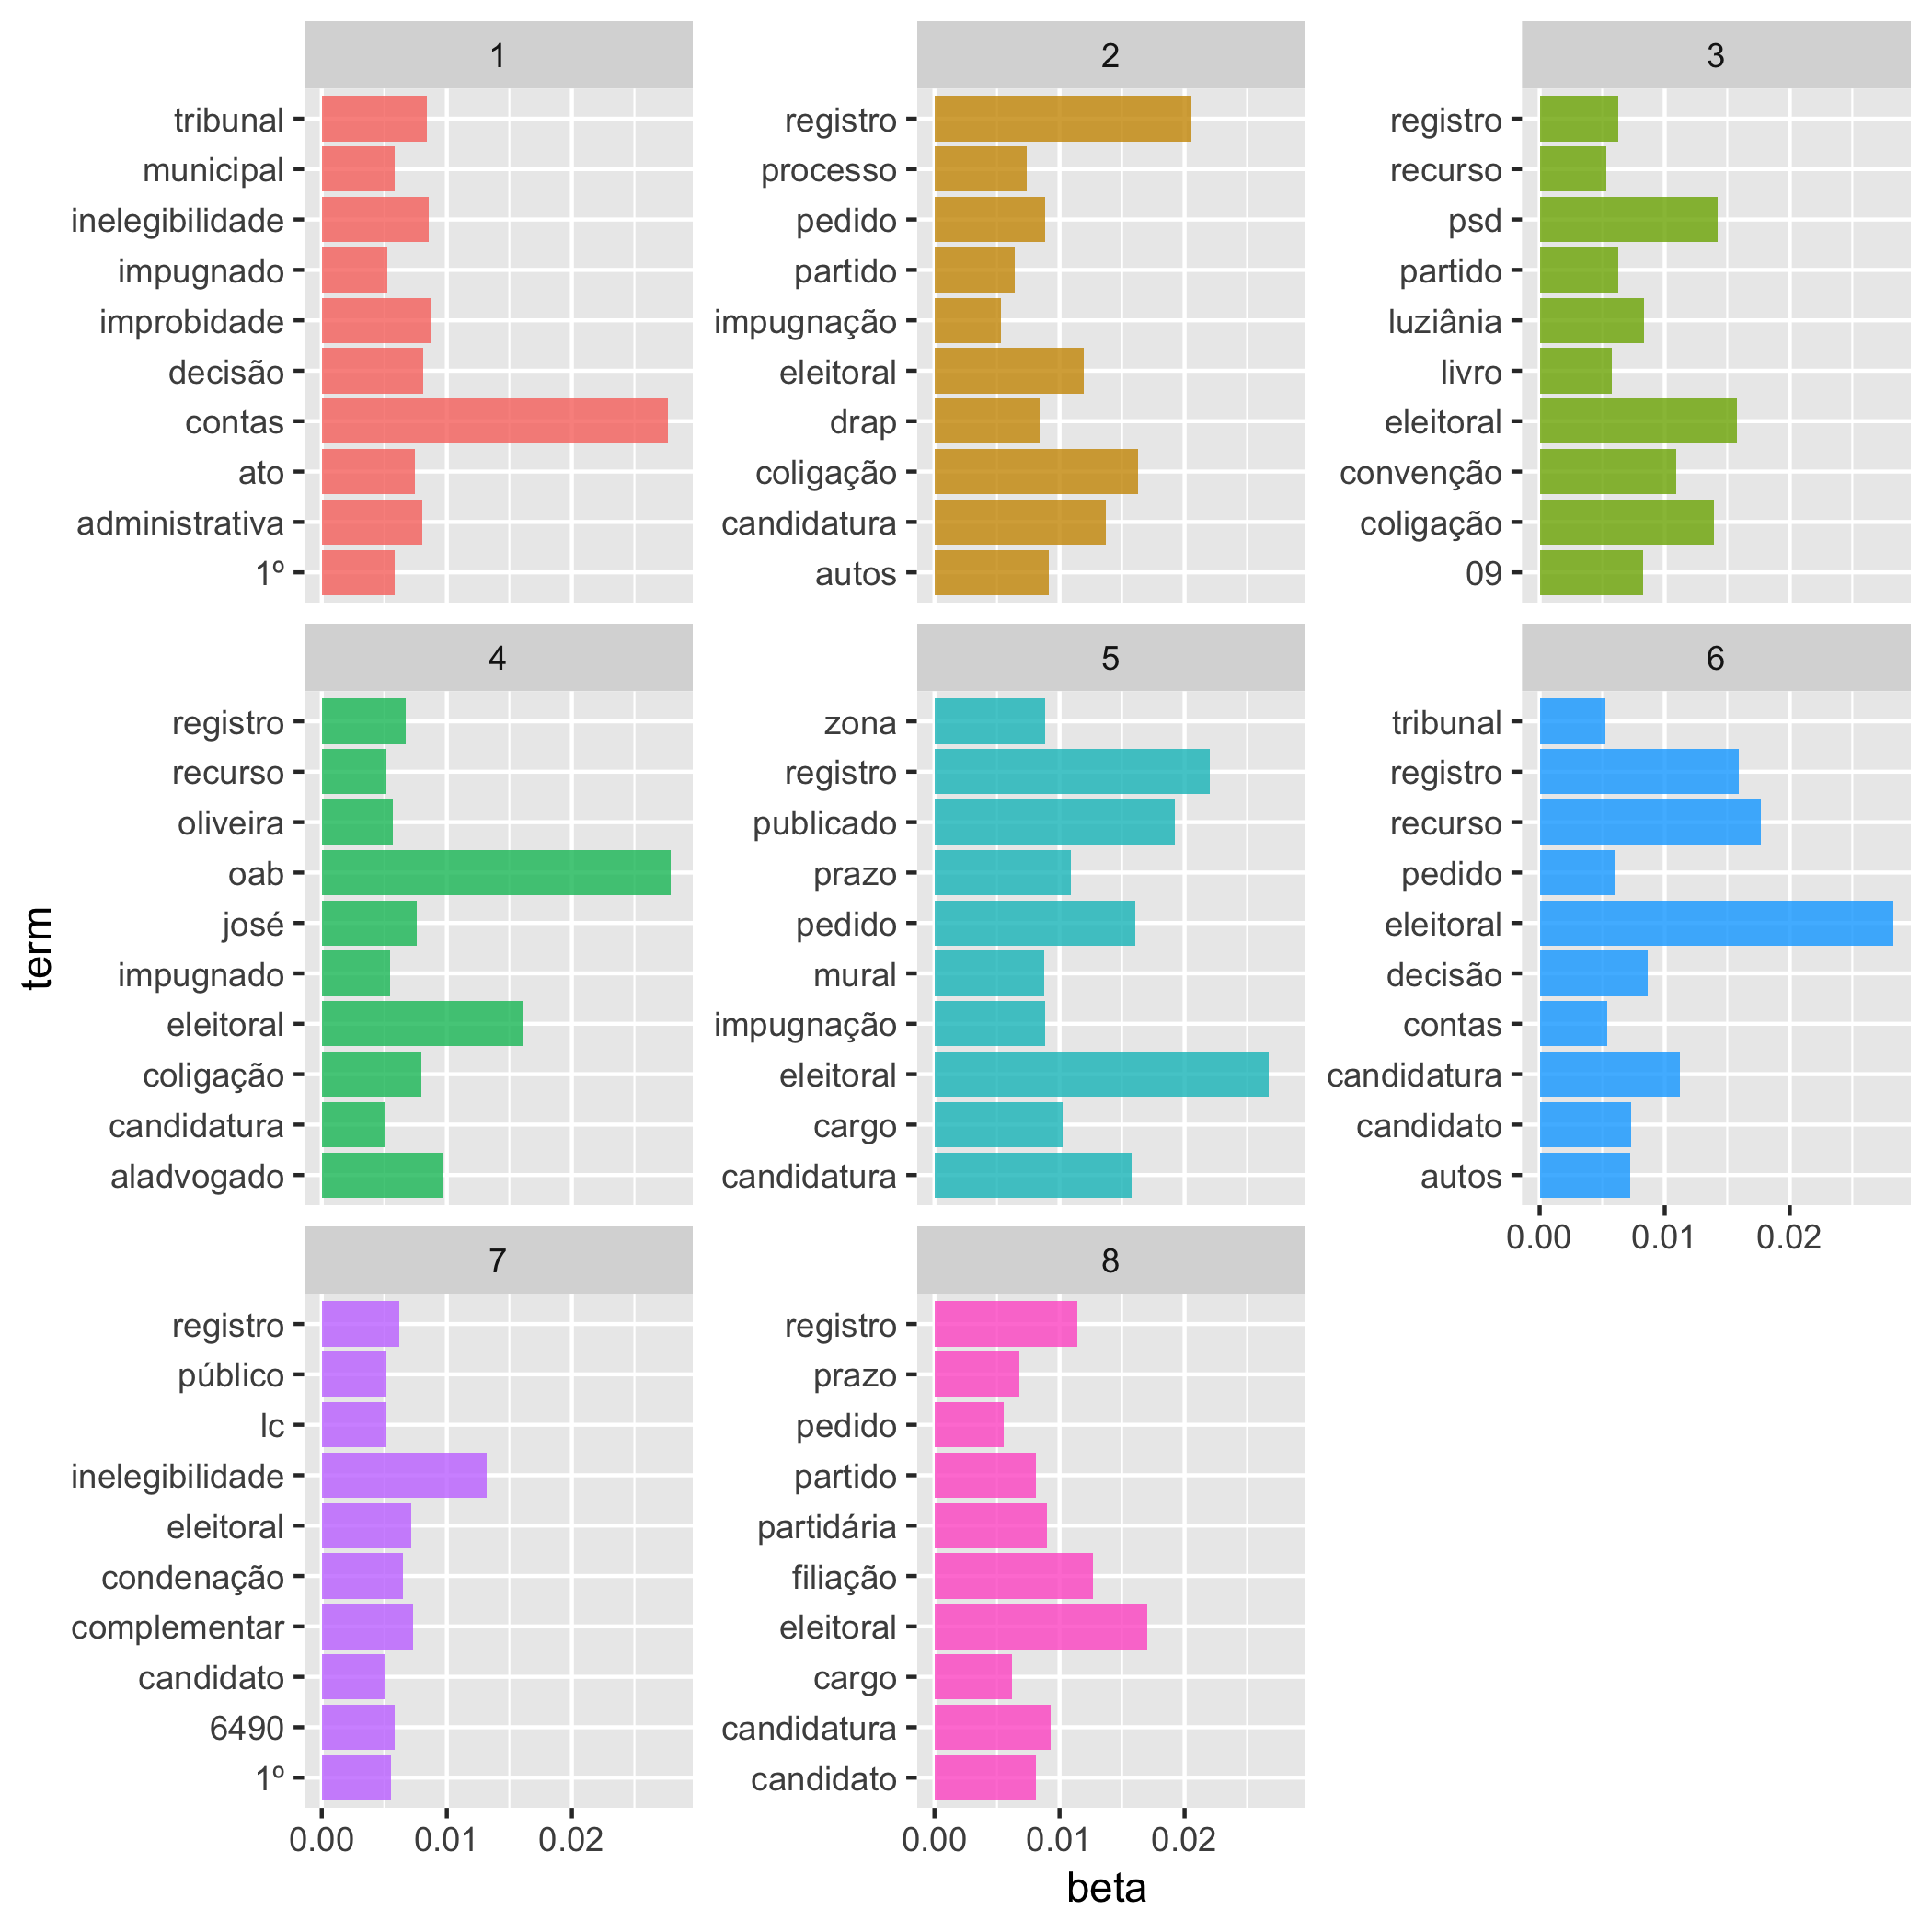 1
tribunal
municipal
inelegibilidade
impugnado
improbidade
decisão
contas
ato
administrativa
1º
2
registro
processo
pedido
partido
impugnação
eleitoral
drap
coligação
candidatura
autos
3
registro
recurso
psd
partido
luziânia
livro
eleitoral
convenção
coligação
09
4
registro
recurso
oliveira
oab
josé
impugnado
eleitoral
coligação
candidatura
aladvogado
5
zona
registro
publicado
prazo
pedido
mural
impugnação
eleitoral
cargo
candidatura
6
tribunal
registro
recurso
pedido
eleitoral
decisão
contas
candidatura
candidato
autos
0.00 0.01 0.02
7
registro
público
lc
inelegibilidade
eleitoral
condenação
complementar
candidato
6490
1º
0.00 0.01 0.02
8
registro
prazo
pedido
partido
partidária
filiação
eleitoral
cargo
candidatura
candidato
0.00 0.01 0.02
term
beta